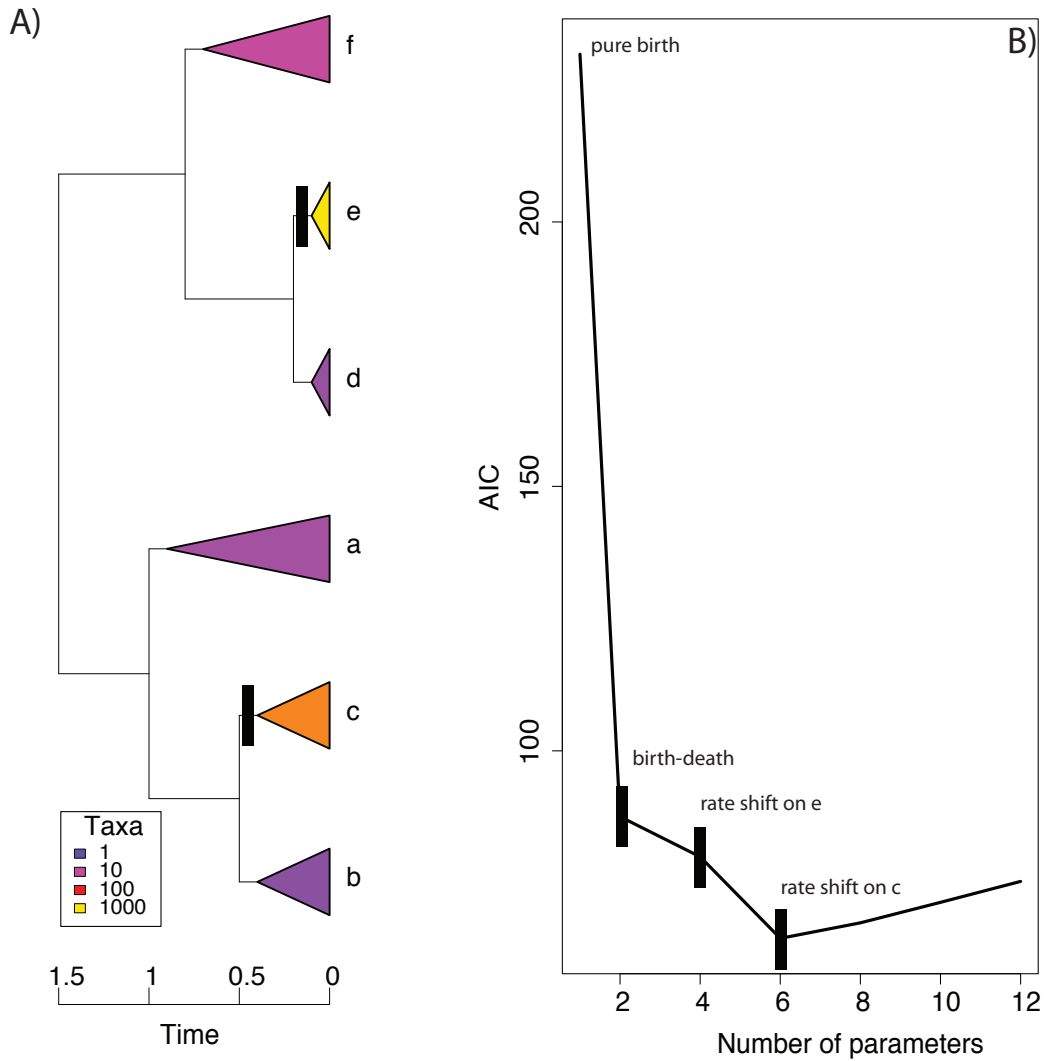 A)
f
e
d
a
c
b
Taxa
1
10
100
1000
1.5 1 0.5 0
Time
B)
pure birth
birth-death
rate shift on e
rate shift on c
200
150
100
AIC
2 4 6 8 10 12
Number of parameters